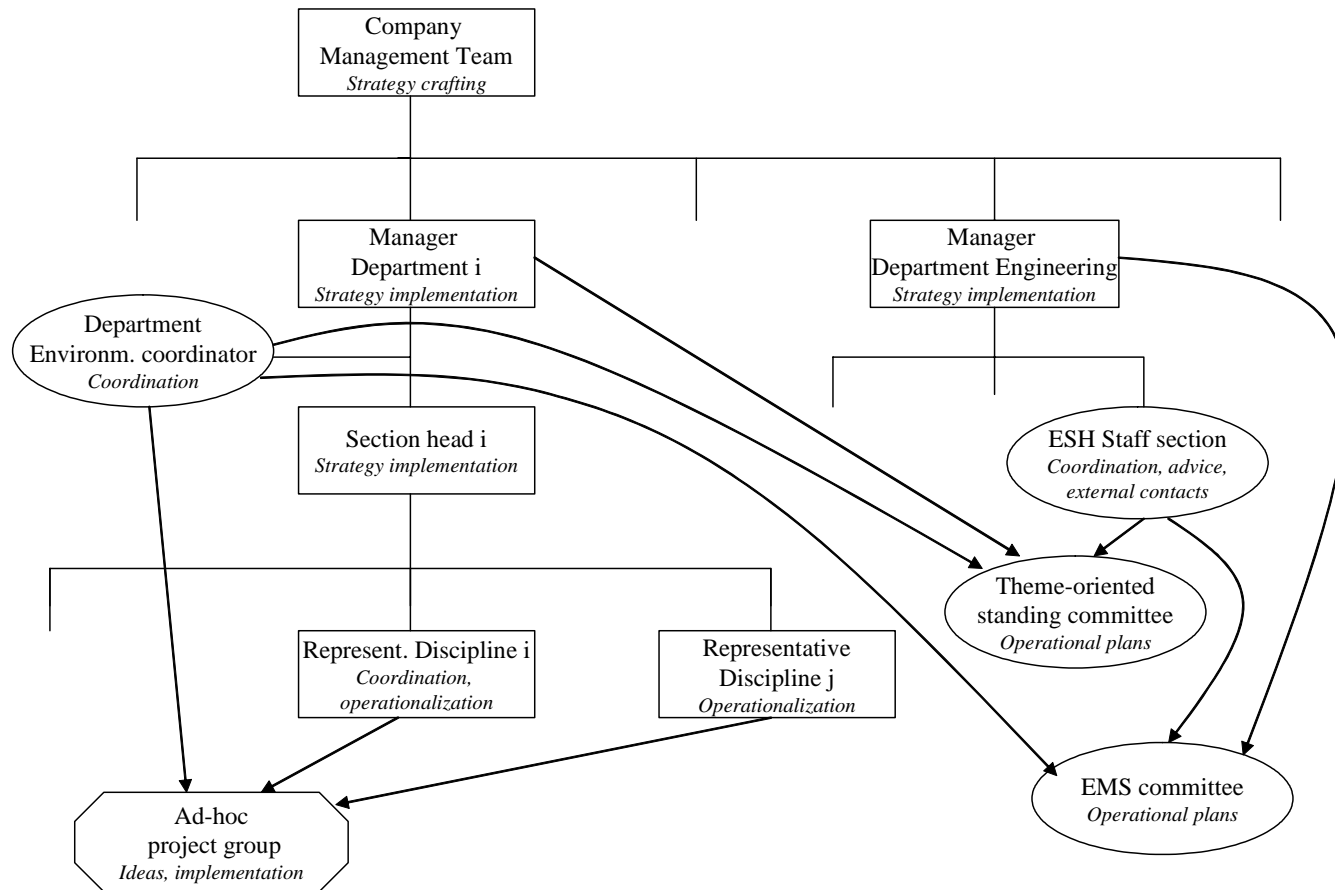 Company
Management Team
Strategy crafting
Manager
Department i
Strategy implementation
Manager
Department Engineering
Strategy implementation
Department
Environm. coordinator
Coordination
Section head i
Strategy implementation
ESH Staff section
Coordination, advice,
external contacts
Theme-oriented
standing committee
Operational plans
Represent. Discipline i
Coordination,
operationalization
Representative
Discipline j
Operationalization
EMS committee
Operational plans
Ad-hoc
project group
Ideas, implementation